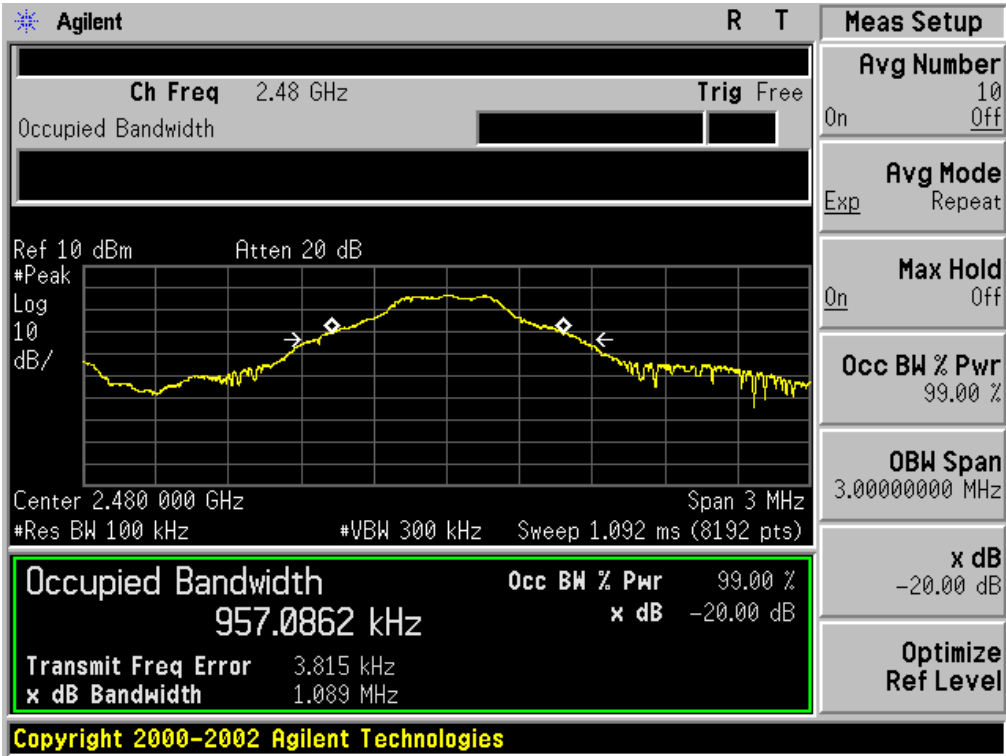 Agilent R T
Ch Freq 2.48 GHz Trig Free
Occupied Bandwidth
Ref 10 dBm Atten 20 dB
#Peak
Log
10
dB/
Center 2.480 000 GHz Span 3 MHz
#Res BW 100 kHz #VBW 300 kHz Sweep 1.092 ms (8192 pts)
Occupied Bandwidth Occ BW % Pwr 99.00 %
957.0862 kHz x dB -20.00 dB
Transmit Freq Error 3.815 kHz
x dB Bandwidth 1.089 MHz
Copyright 2000-2002 Agilent Technologies
Meas Setup
Avg Number
10
On Off
Avg Mode
Exp Repeat
Max Hold
On Off
Occ BW % Pwr
99.00 %
OBW Span
3.00000000 MHz
x dB
-20.00 dB
Optimize
Ref Level